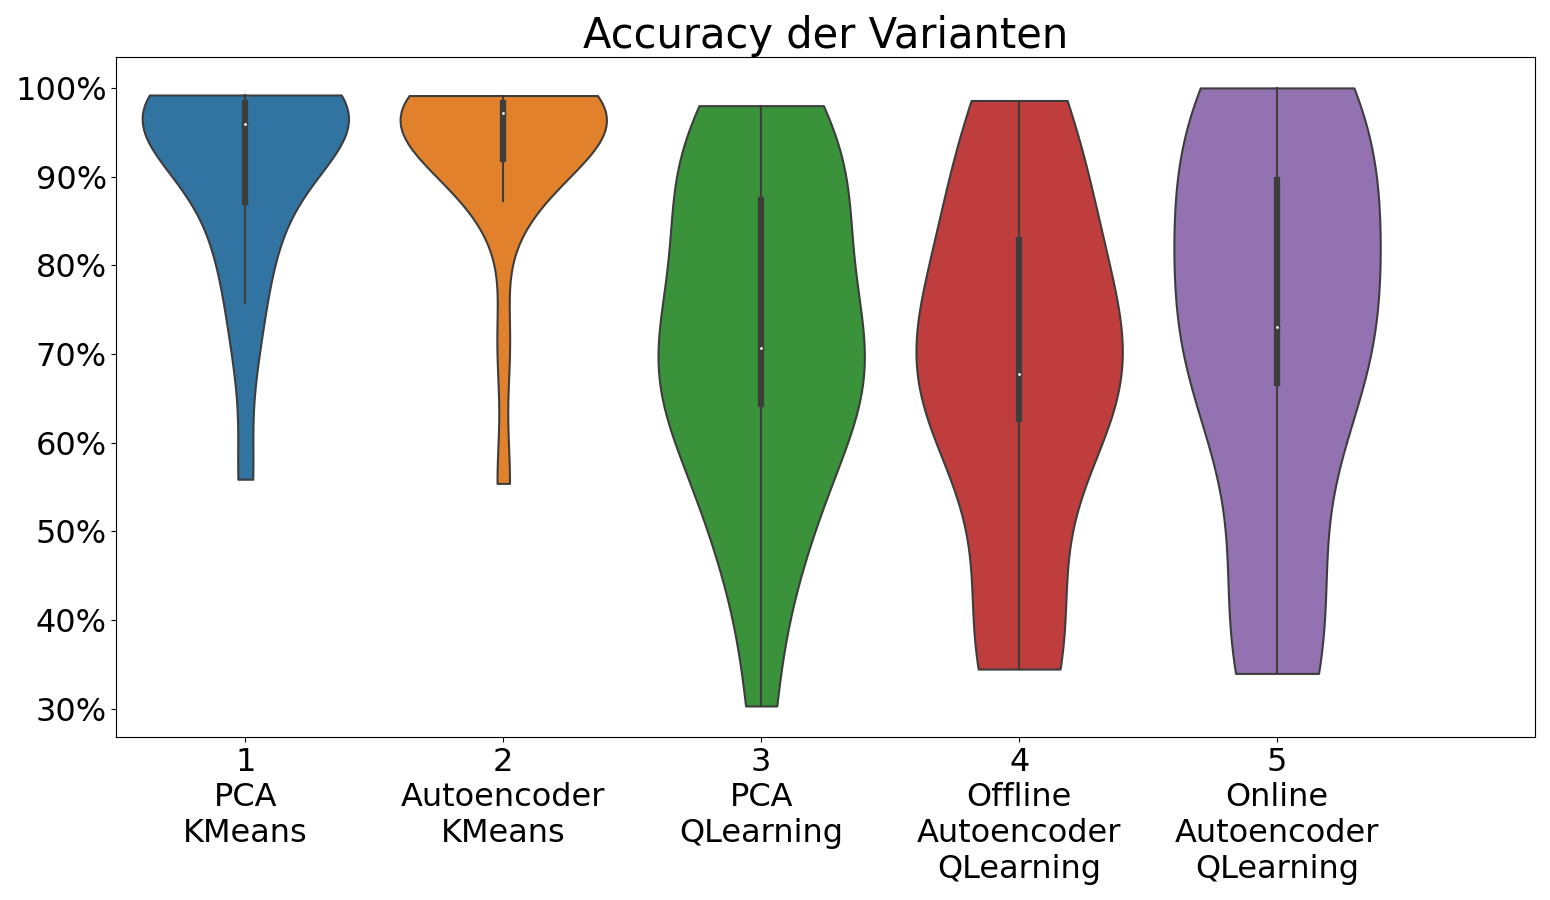 Accuracy der Varianten
100%
90%
80%
70%
60%
50%
40%
30%
1
PCA
KMeans
2
Autoencoder
KMeans
3
PCA
QLearning
4
Offline
Autoencoder
QLearning
5
Online
Autoencoder
QLearning